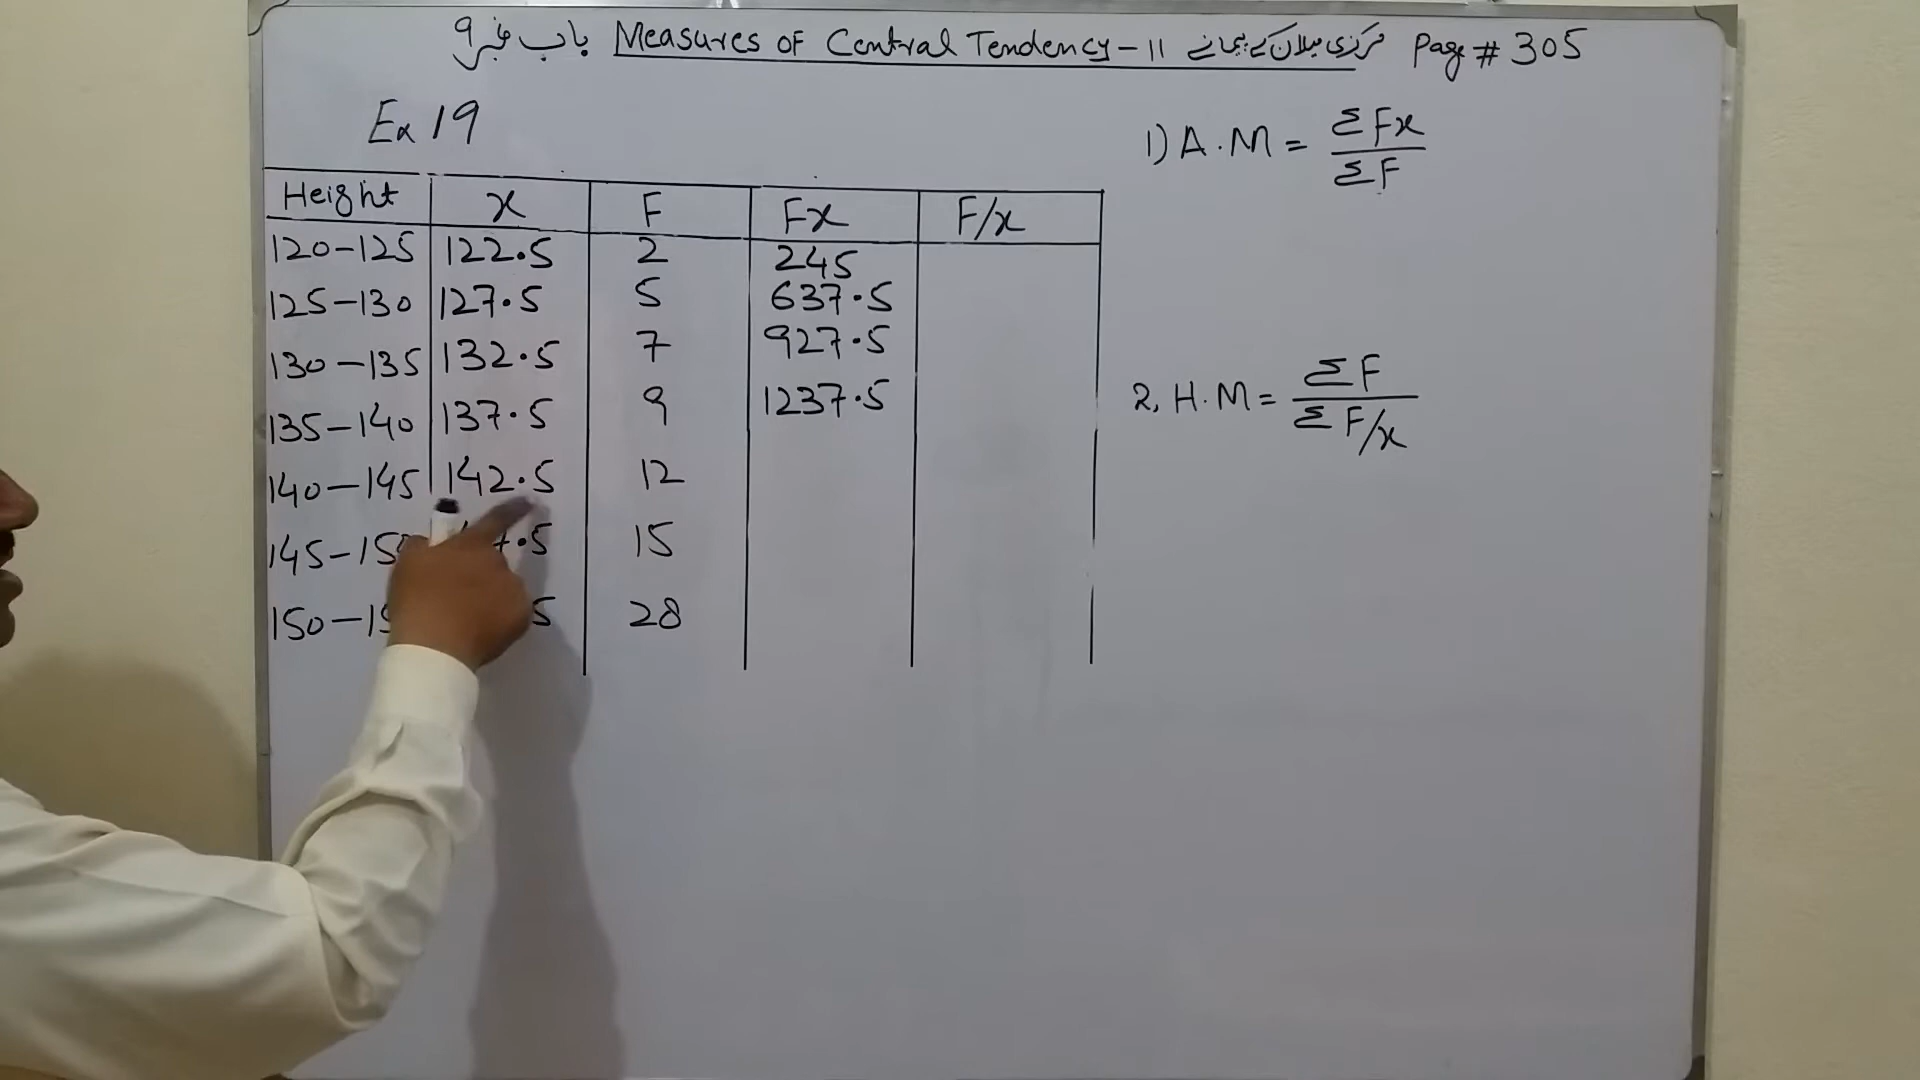 باب نمبر 9 Measures OF Central Tendency-11 مرکزی میلان کے پیمانے Page # 305
Ex 19
1) A.M = ΣFx / ΣF
Height x F Fx F/x
120-125 122.5 2 245
125-130 127.5 5 637.5
130-135 132.5 7 927.5
135-140 137.5 9 1237.5
2, H.M = ΣF / ΣF/x
140-145 142.5 12
145-15 7.5 15
150-1 5 28